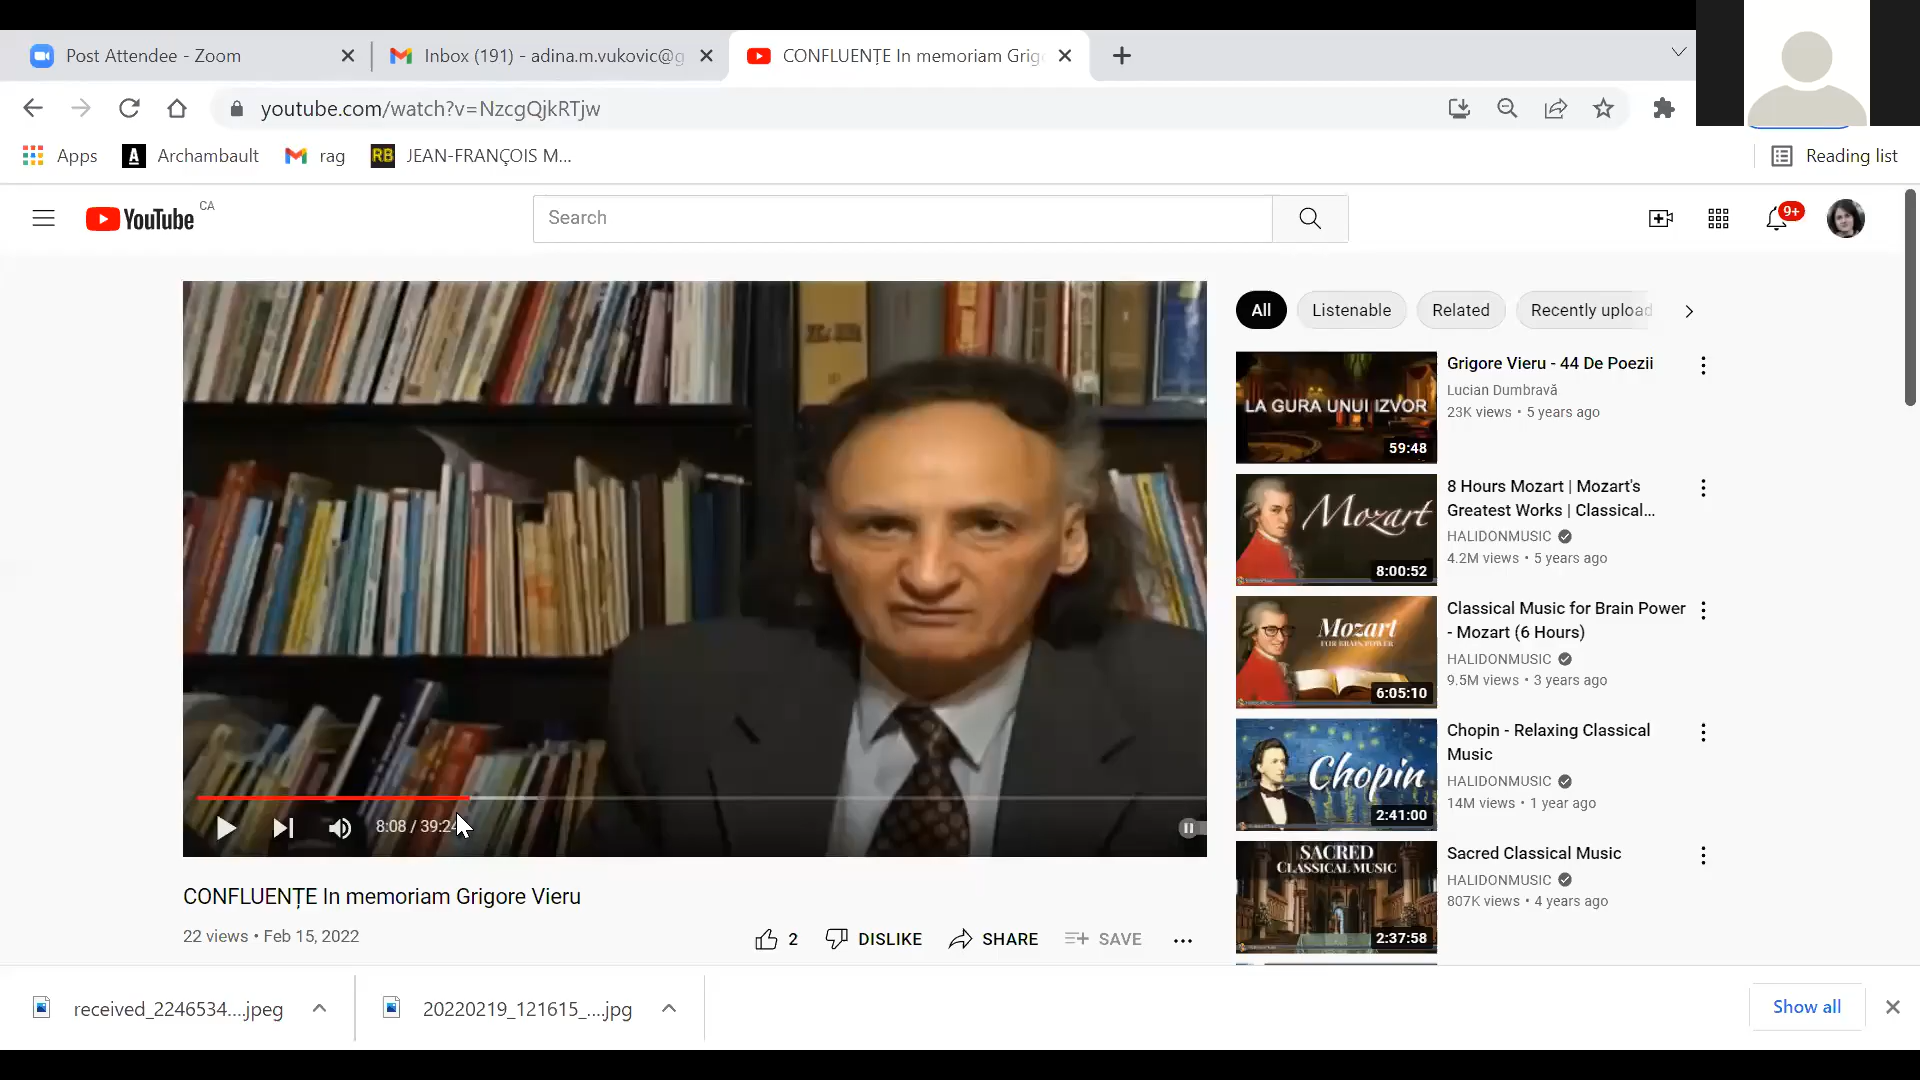 Post Attendee - Zoom
Inbox (191) - adina.m.vukovic@g
CONFLUENȚE In memoriam Grig
youtube.com/watch?v=NzcgQjkRTjw
Apps
A Archambault
rag
RB JEAN-FRANÇOIS M...
Reading list
YouTube CA
Search
9+
All
Listenable
Related
Recently upload
LA GURA UNUI IZVOR
59:48
Grigore Vieru - 44 De Poezii
Lucian Dumbravă
23K views • 5 years ago
Mozart
8:00:52
8 Hours Mozart | Mozart's
Greatest Works | Classical...
HALIDONMUSIC
4.2M views • 5 years ago
Mozart
FOR BRAIN POWER
6:05:10
Classical Music for Brain Power
- Mozart (6 Hours)
HALIDONMUSIC
9.5M views • 3 years ago
Chopin
2:41:00
Chopin - Relaxing Classical
Music
HALIDONMUSIC
14M views • 1 year ago
SACRED
CLASSICAL MUSIC
2:37:58
Sacred Classical Music
HALIDONMUSIC
807K views • 4 years ago
8:08 / 39:24
CONFLUENȚE In memoriam Grigore Vieru
22 views • Feb 15, 2022
2
DISLIKE
SHARE
SAVE
received_2246534....jpeg
20220219_121615_....jpg
Show all